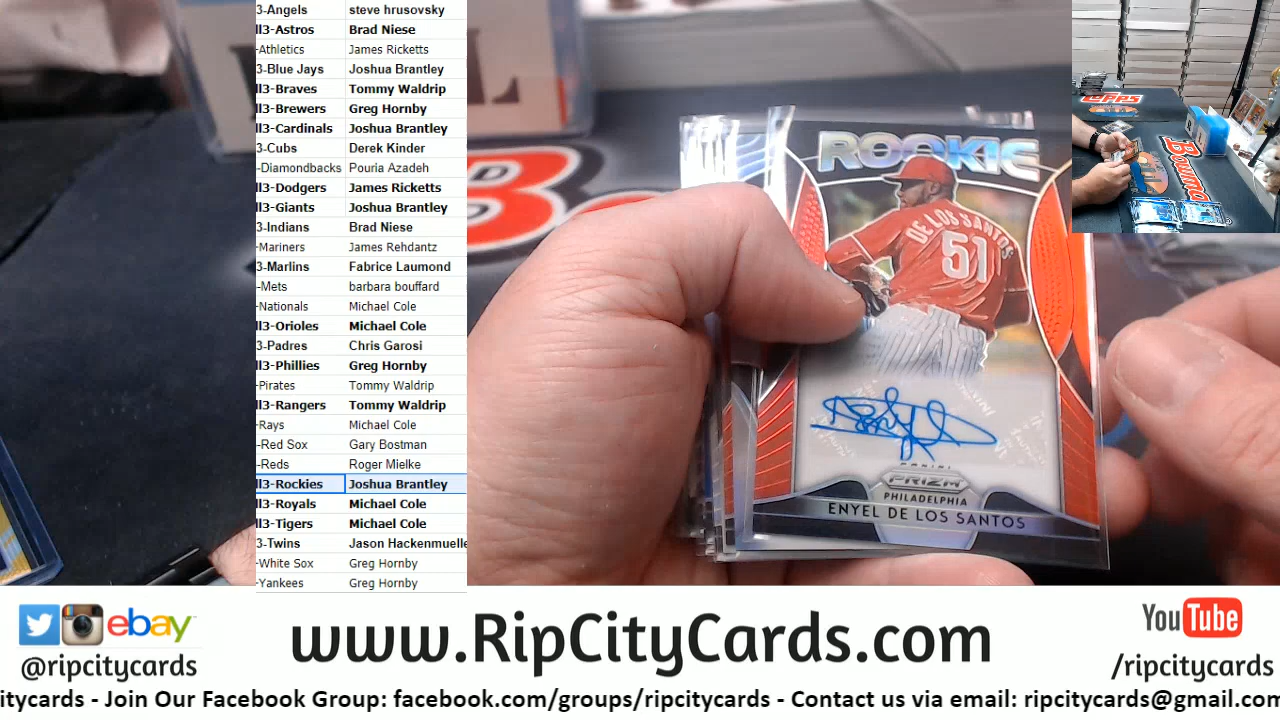 3-Angels steve hrusovsky
ll3-Astros Brad Niese
-Athletics James Ricketts
3-Blue Jays Joshua Brantley
ll3-Braves Tommy Waldrip
ll3-Brewers Greg Hornby
ll3-Cardinals Joshua Brantley
3-Cubs Derek Kinder
-Diamondbacks Pouria Azadeh
ll3-Dodgers James Ricketts
ll3-Giants Joshua Brantley
3-Indians Brad Niese
-Mariners James Rehdantz
3-Marlins Fabrice Laumond
-Mets barbara bouffard
-Nationals Michael Cole
ll3-Orioles Michael Cole
3-Padres Chris Garosi
ll3-Phillies Greg Hornby
-Pirates Tommy Waldrip
ll3-Rangers Tommy Waldrip
-Rays Michael Cole
-Red Sox Gary Bostman
-Reds Roger Mielke
ll3-Rockies Joshua Brantley
ll3-Royals Michael Cole
ll3-Tigers Michael Cole
3-Twins Jason Hackenmuelle
-White Sox Greg Hornby
-Yankees Greg Hornby
ROOKIE
DE LOS SANTOS
51
PANINI
PRIZM
PHILADELPHIA
ENYEL DE LOS SANTOS
TOPPS
Bowma
ebay
@ripcitycards
www.RipCityCards.com
YouTube
/ripcitycards
citycards - Join Our Facebook Group: facebook.com/groups/ripcitycards - Contact us via email: ripcitycards@gmail.com